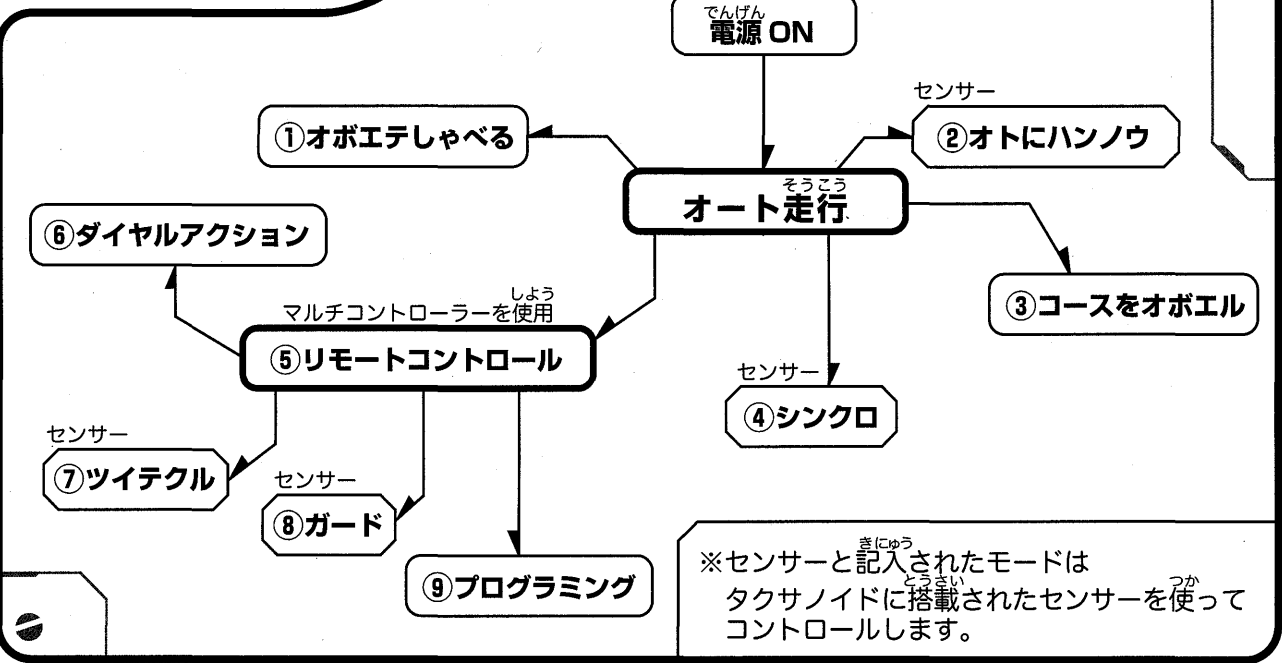 でんげん
電源 ON
センサー
①オボエテしゃべる
②オトにハンノウ
そうこう
オート走行
⑥ダイヤルアクション
③コースをオボエル
しよう
マルチコントローラーを使用
⑤リモートコントロール
センサー
④シンクロ
センサー
⑦ツイテクル
センサー
⑧ガード
⑨プログラミング
きにゅう
※センサーと記入されたモードは
とうさい つか
タクサノイドに搭載されたセンサーを使って
コントロールします。